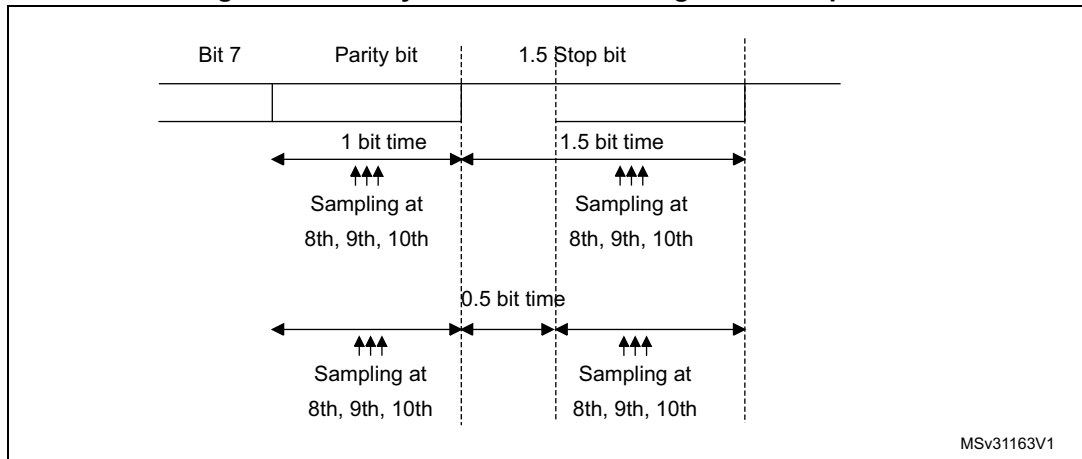 Bit 7 Parity bit 1.5 Stop bit
1 bit time 1.5 bit time
Sampling at Sampling at
8th, 9th, 10th 8th, 9th, 10th
0.5 bit time
Sampling at Sampling at
8th, 9th, 10th 8th, 9th, 10th
MSv31163V1